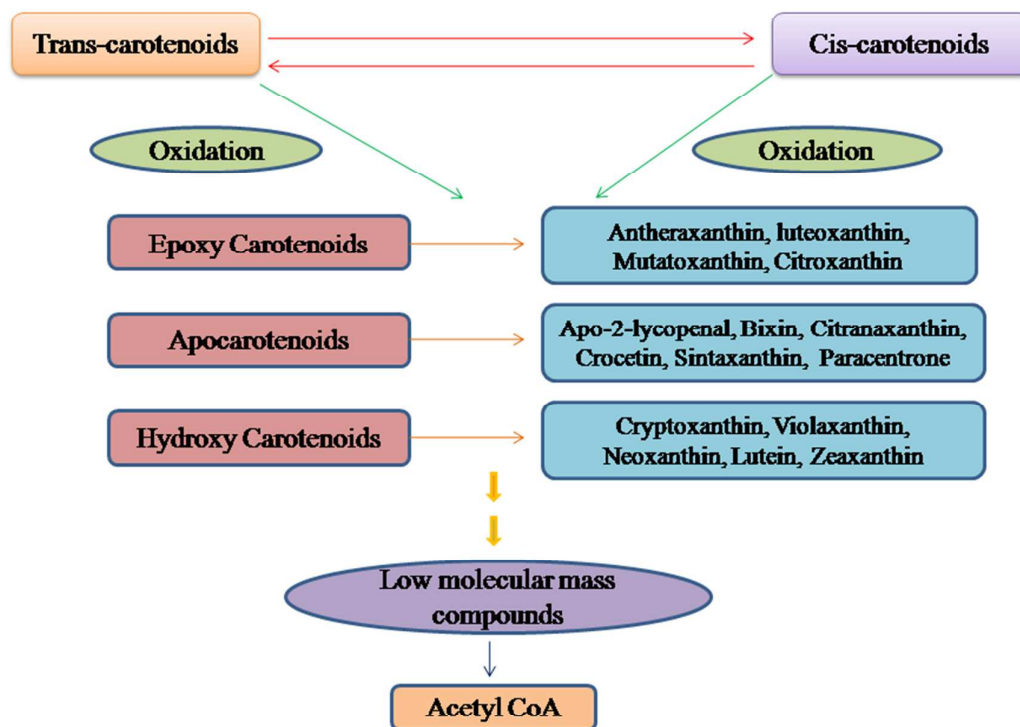 Trans-carotenoids
Cis-carotenoids
Oxidation
Oxidation
Epoxy Carotenoids
Antheraxanthin, luteoxanthin,
Mutatoxanthin, Citroxanthin
Apocarotenoids
Apo-2-lycopenal, Bixin, Citranaxanthin,
Crocetin, Sintaxanthin, Paracentrone
Hydroxy Carotenoids
Cryptoxanthin, Violaxanthin,
Neoxanthin, Lutein, Zeaxanthin
Low molecular mass
compounds
Acetyl CoA